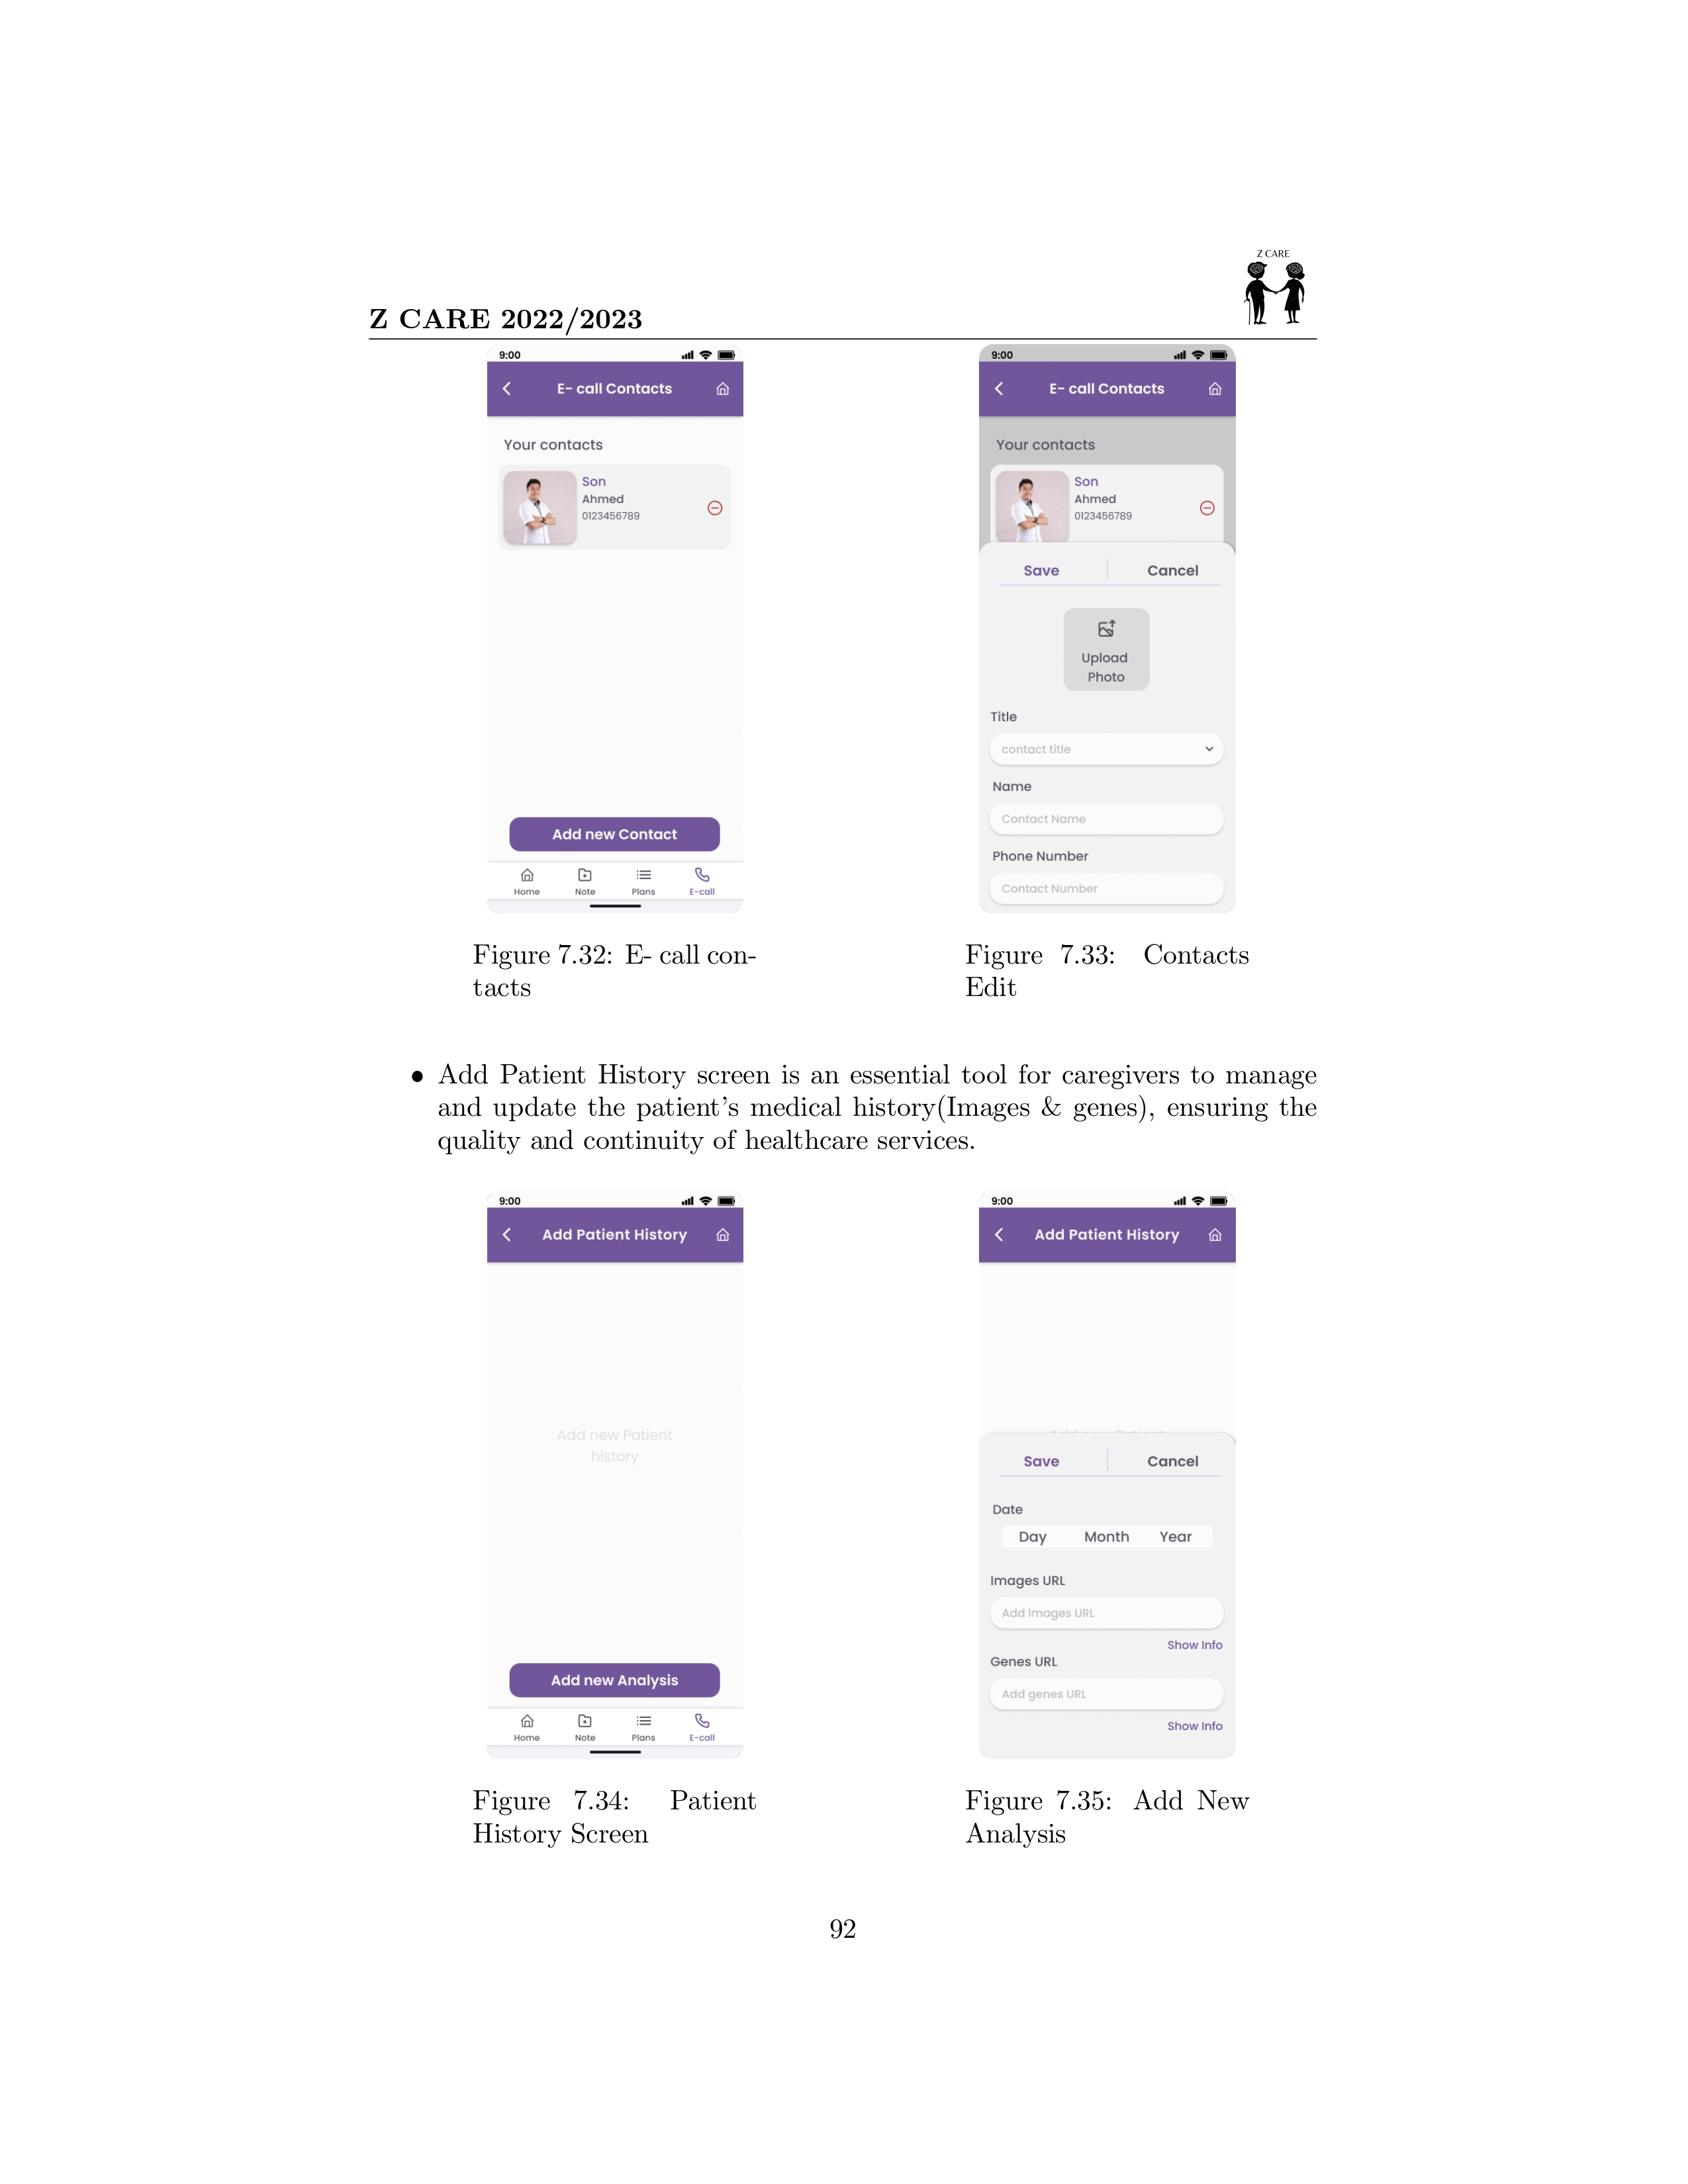 Z CARE
Z CARE 2022/2023
9:00
E- call Contacts
Your contacts
Son
Ahmed
0123456789
Add new Contact
Home Note Plans E-call
Figure 7.32: E- call con-
tacts
9:00
E- call Contacts
Your contacts
Son
Ahmed
0123456789
Save Cancel
Upload
Photo
Title
contact title
Name
Contact Name
Phone Number
Contact Number
Figure 7.33: Contacts
Edit
• Add Patient History screen is an essential tool for caregivers to manage
and update the patient's medical history(Images & genes), ensuring the
quality and continuity of healthcare services.
9:00
Add Patient History
Add new Patient
history
Add new Analysis
Home Note Plans E-call
Figure 7.34: Patient
History Screen
9:00
Add Patient History
Save Cancel
Date
Day Month Year
Images URL
Add Images URL
Show Info
Genes URL
Add genes URL
Show Info
Figure 7.35: Add New
Analysis
92